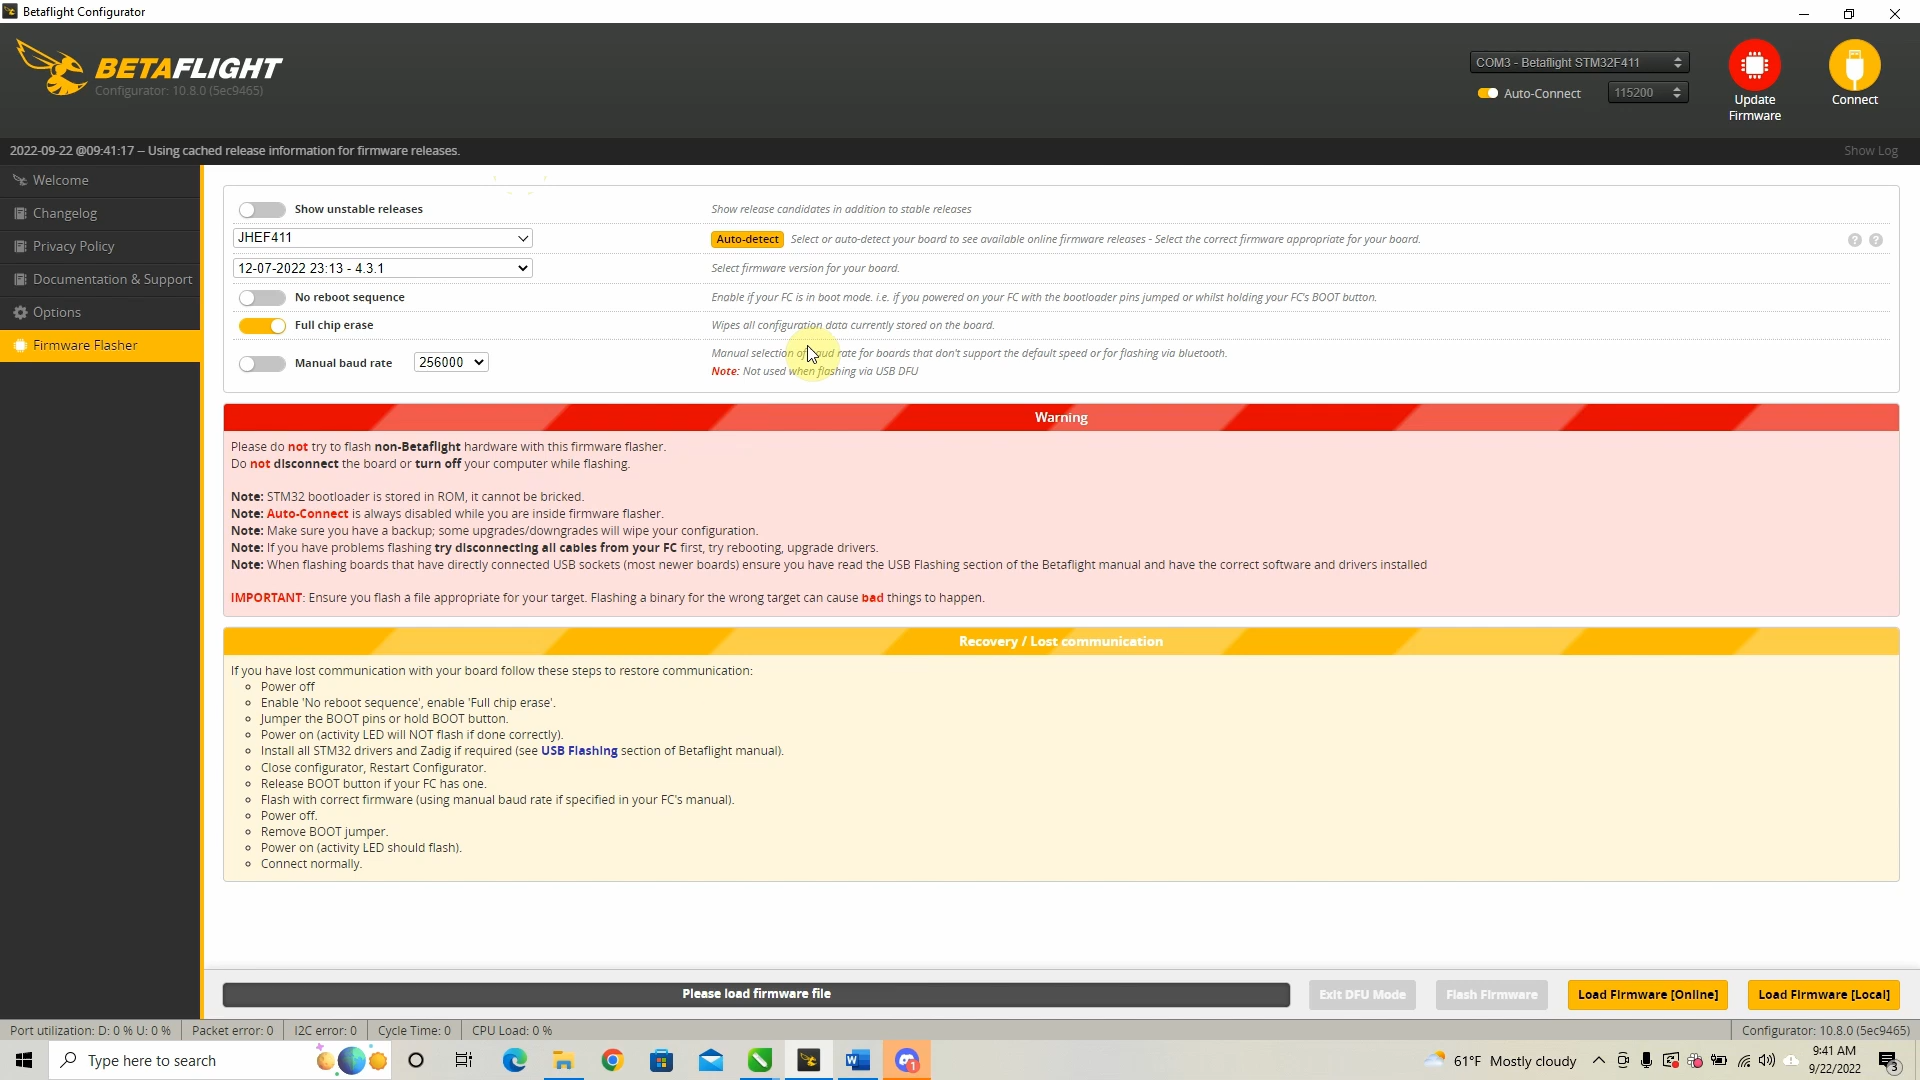 Betaflight Configurator
BETAFLIGHT
Configurator: 10.8.0 (5ec9465)
COM3 - Betaflight STM32F411
Auto-Connect
115200
Update
Firmware
Connect
2022-09-22 @09:41:17 -- Using cached release information for firmware releases.
Show Log
Welcome
Changelog
Privacy Policy
Documentation & Support
Options
Firmware Flasher
Show unstable releases
Show release candidates in addition to stable releases
JHEF411
Auto-detect Select or auto-detect your board to see available online firmware releases - Select the correct firmware appropriate for your board.
12-07-2022 23:13 - 4.3.1
Select firmware version for your board.
No reboot sequence
Enable if your FC is in boot mode. i.e. if you powered on your FC with the bootloader pins jumped or whilst holding your FC's BOOT button.
Full chip erase
Wipes all configuration data currently stored on the board.
Manual baud rate
256000
Manual selection of baud rate for boards that don't support the default speed or for flashing via bluetooth.
Note: Not used when flashing via USB DFU
Warning
Please do not try to flash non-Betaflight hardware with this firmware flasher.
Do not disconnect the board or turn off your computer while flashing.
Note: STM32 bootloader is stored in ROM, it cannot be bricked.
Note: Auto-Connect is always disabled while you are inside firmware flasher.
Note: Make sure you have a backup; some upgrades/downgrades will wipe your configuration.
Note: If you have problems flashing try disconnecting all cables from your FC first, try rebooting, upgrade drivers.
Note: When flashing boards that have directly connected USB sockets (most newer boards) ensure you have read the USB Flashing section of the Betaflight manual and have the correct software and drivers installed
IMPORTANT: Ensure you flash a file appropriate for your target. Flashing a binary for the wrong target can cause bad things to happen.
Recovery / Lost communication
If you have lost communication with your board follow these steps to restore communication:
Power off
Enable 'No reboot sequence', enable 'Full chip erase'.
Jumper the BOOT pins or hold BOOT button.
Power on (activity LED will NOT flash if done correctly).
Install all STM32 drivers and Zadig if required (see USB Flashing section of Betaflight manual).
Close configurator, Restart Configurator.
Release BOOT button if your FC has one.
Flash with correct firmware (using manual baud rate if specified in your FC's manual).
Power off.
Remove BOOT jumper.
Power on (activity LED should flash).
Connect normally.
Please load firmware file
Exit DFU Mode
Flash Firmware
Load Firmware [Online]
Load Firmware [Local]
Port utilization: D: 0 % U: 0 %
Packet error: 0
I2C error: 0
Cycle Time: 0
CPU Load: 0 %
Configurator: 10.8.0 (5ec9465)
Type here to search
61°F Mostly cloudy
9:41 AM
9/22/2022
3